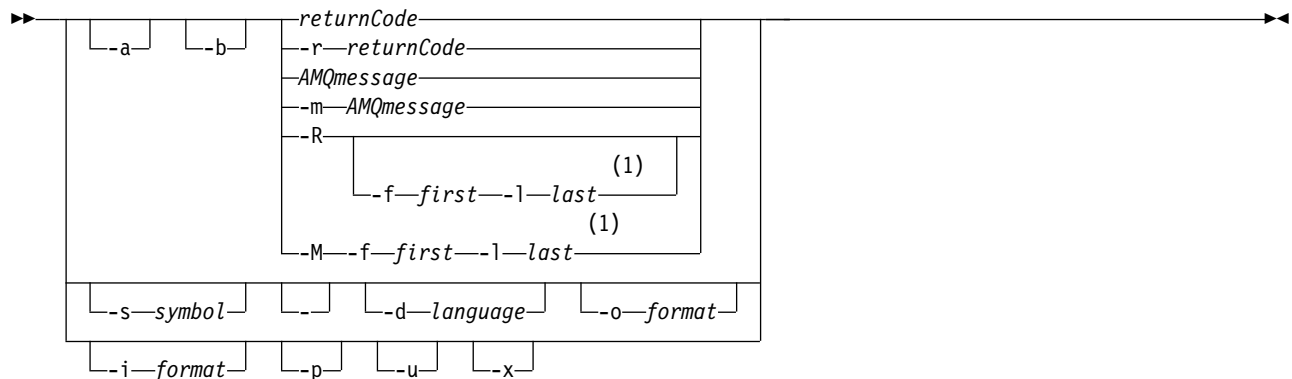 returnCode
-a -b -r returnCode
AMQmessage
-m AMQmessage
-R
(1)
-f first -l last
(1)
-M -f first -l last
-s symbol - -d language -o format
-i format -p -u -x